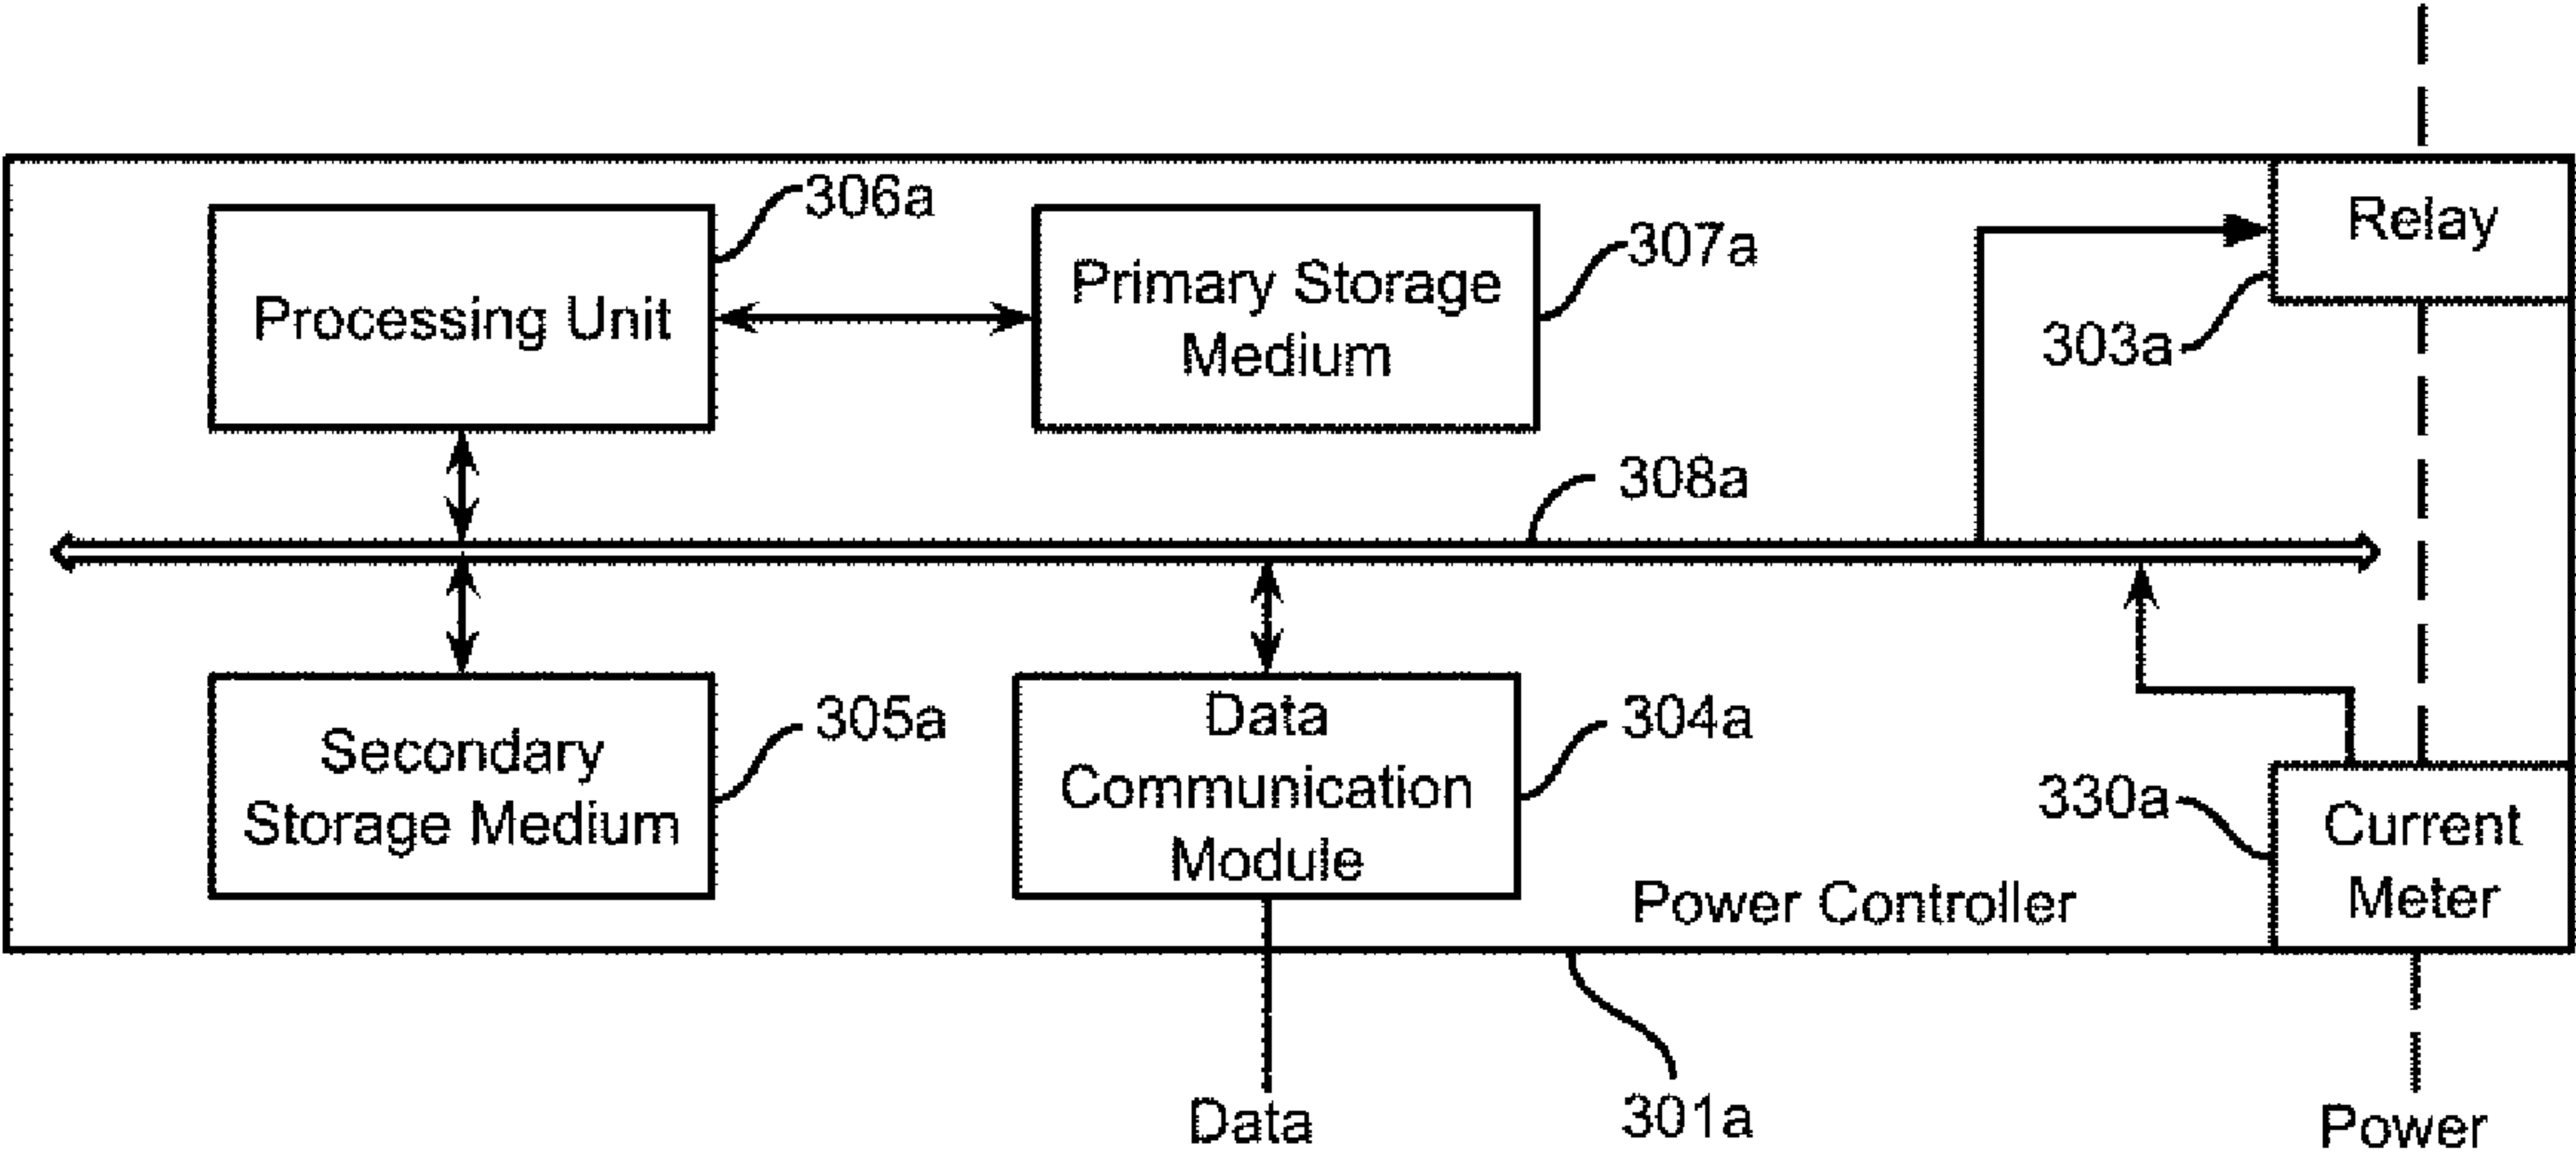 306a
Relay
307a
Processing Unit
Primary Storage
Medium
303a
308a
305a
304a
Secondary
Storage Medium
Data
Communication
Module
330a
Current
Meter
Power Controller
Data
301a
Power